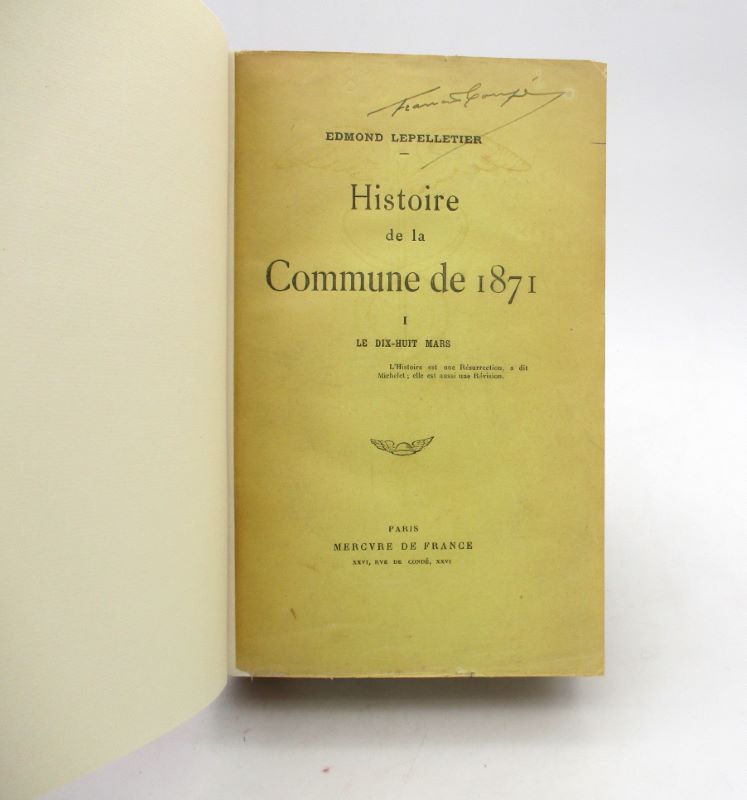 EDMOND LEPELLETIER
Histoire
de la
Commune de 1871
I
LE DIX-HUIT MARS
L'Histoire est une Résurrection, a dit
Michelet ; elle est aussi une Révision.
PARIS
MERCVRE DE FRANCE
XXVI, RVE DE CONDÉ, XXVI